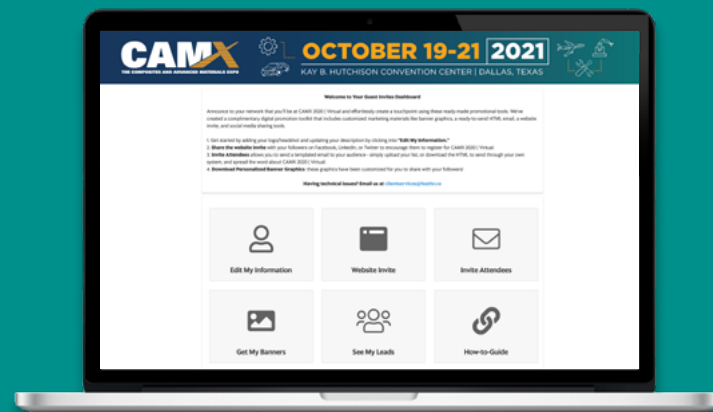 CAMX
THE COMPOSITES AND ADVANCED MATERIALS EXPO
OCTOBER 19-21 2021
KAY B. HUTCHISON CONVENTION CENTER | DALLAS, TEXAS
Welcome to Your Guest Invites Dashboard
Announce to your network that you'll be at CAMX 2020 | Virtual and effortlessly create a touchpoint using these ready-made promotional tools. We've
created a complimentary digital promotion toolkit that includes customized marketing materials like banner graphics, a ready-to-send HTML email, a website
invite, and social media sharing tools.
1. Get started by adding your logo/headshot and updating your description by clicking into "Edit My Information."
2. Share the website invite with your followers on Facebook, LinkedIn, or Twitter to encourage them to register for CAMX 2020 | Virtual.
3. Invite Attendees allows you to send a templated email to your audience - simply upload your list, or download the HTML to send through your own
system, and spread the word about CAMX 2020 | Virtual.
4. Download Personalized Banner Graphics: these graphics have been customized for you to share with your followers!
Having technical issues? Email us at
Edit My Information
Website Invite
Invite Attendees
Get My Banners
See My Leads
How-to-Guide